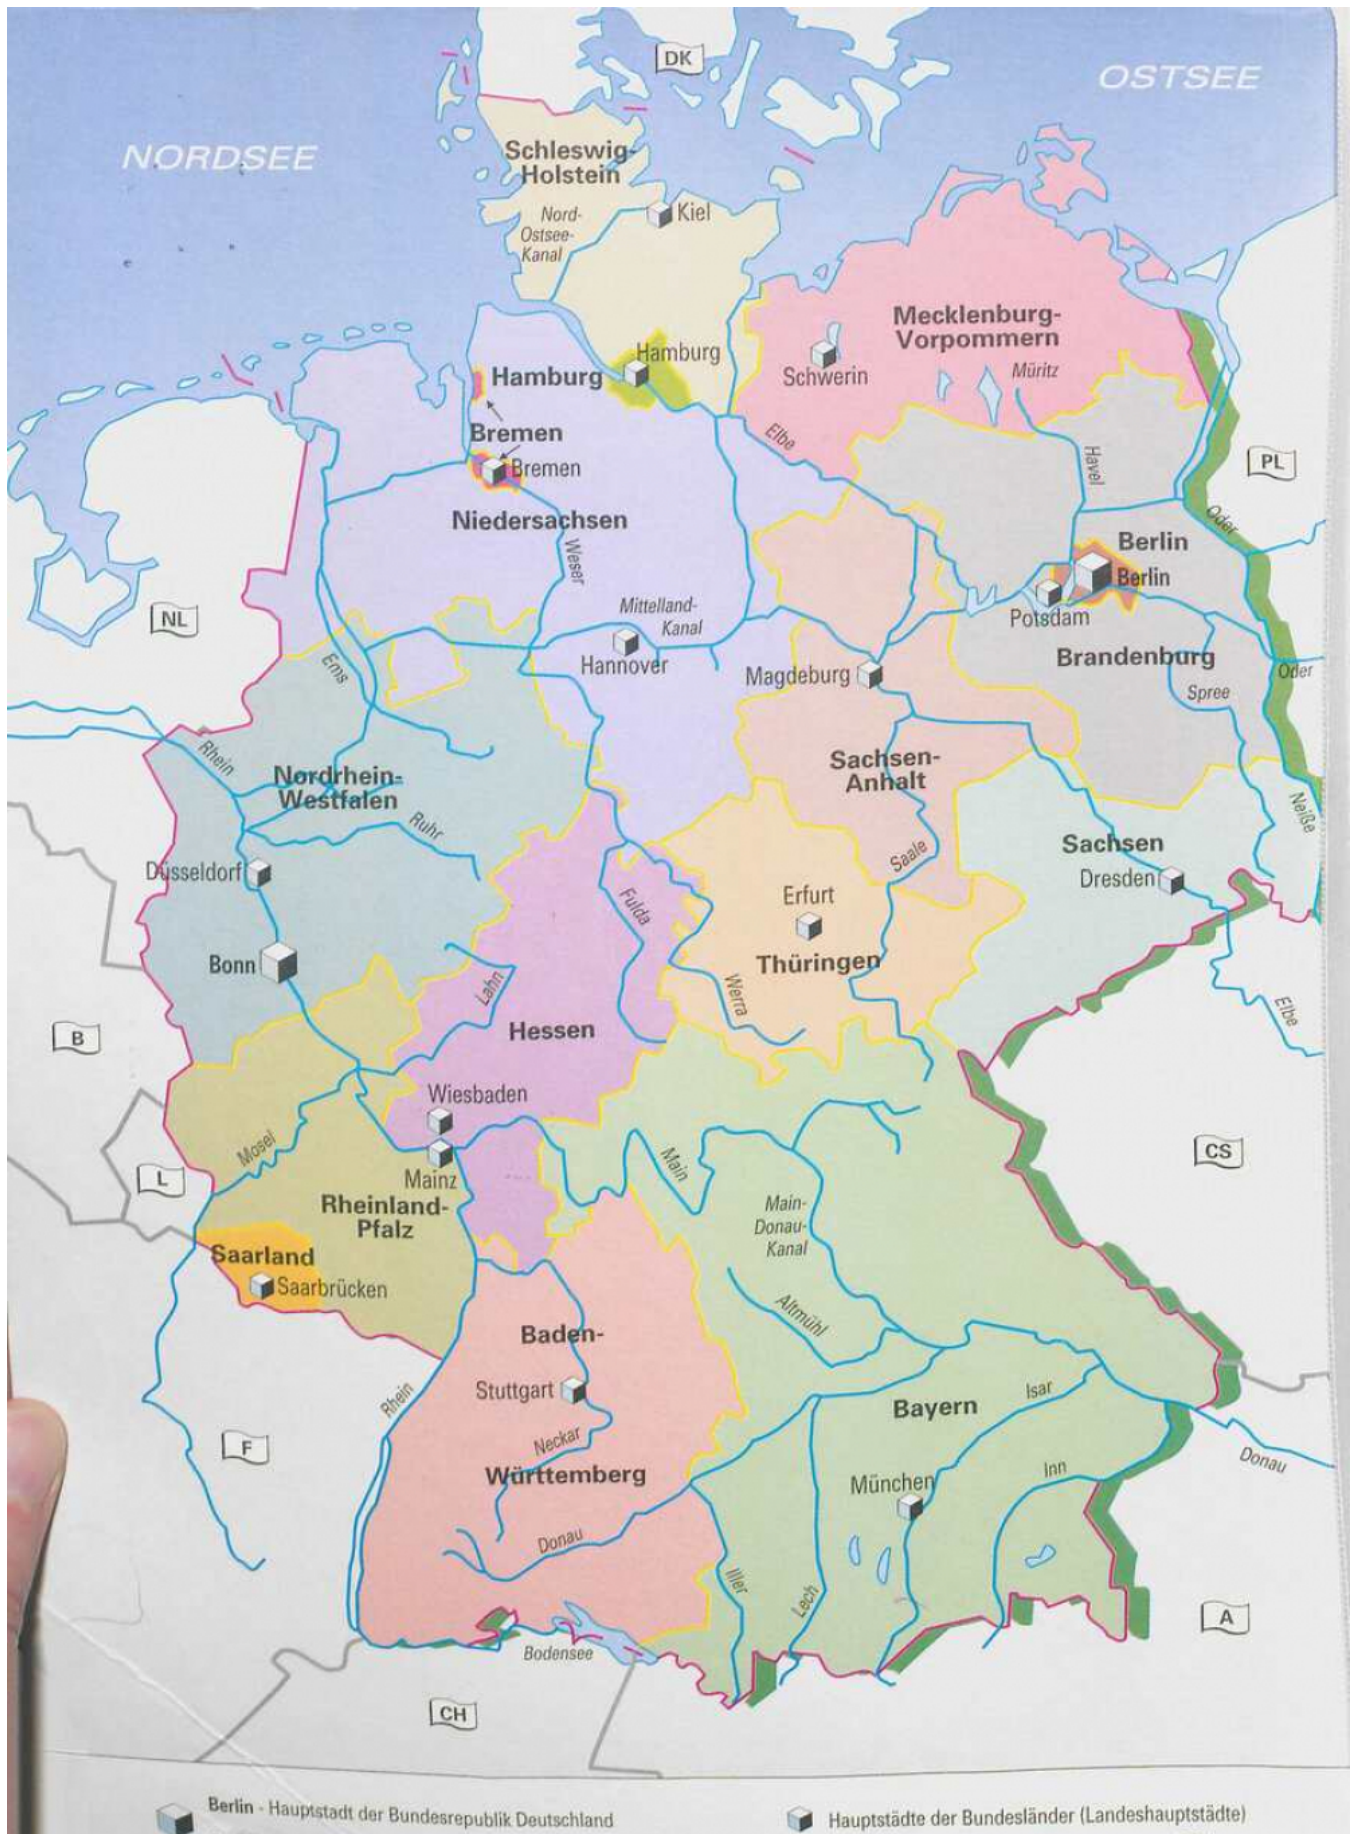 DK
OSTSEE
NORDSEE
Schleswig-
Holstein
Nord-
Ostsee-
Kanal
Kiel
Mecklenburg-
Vorpommern
Müritz
Schwerin
Hamburg
Hamburg
Bremen
Bremen
Elbe
Havel
PL
Niedersachsen
Oder
Weser
Berlin
Berlin
Potsdam
NL
Mittelland-
Kanal
Hannover
Ems
Magdeburg
Brandenburg
Spree
Oder
Rhein
Nordrhein-
Westfalen
Ruhr
Sachsen-
Anhalt
Saale
Sachsen
Dresden
Neiße
Düsseldorf
Erfurt
Fulda
Bonn
Thüringen
Lahn
Werra
Elbe
B
Hessen
Wiesbaden
Mosel
Mainz
Main
L
CS
Rheinland-
Pfalz
Main-
Donau-
Kanal
Saarland
Saarbrücken
Altmühl
Baden-
Stuttgart
Rhein
Isar
Bayern
Neckar
F
Donau
Württemberg
München
Inn
Donau
Iller
Lech
A
Bodensee
CH
Berlin - Hauptstadt der Bundesrepublik Deutschland
Hauptstädte der Bundesländer (Landeshauptstädte)